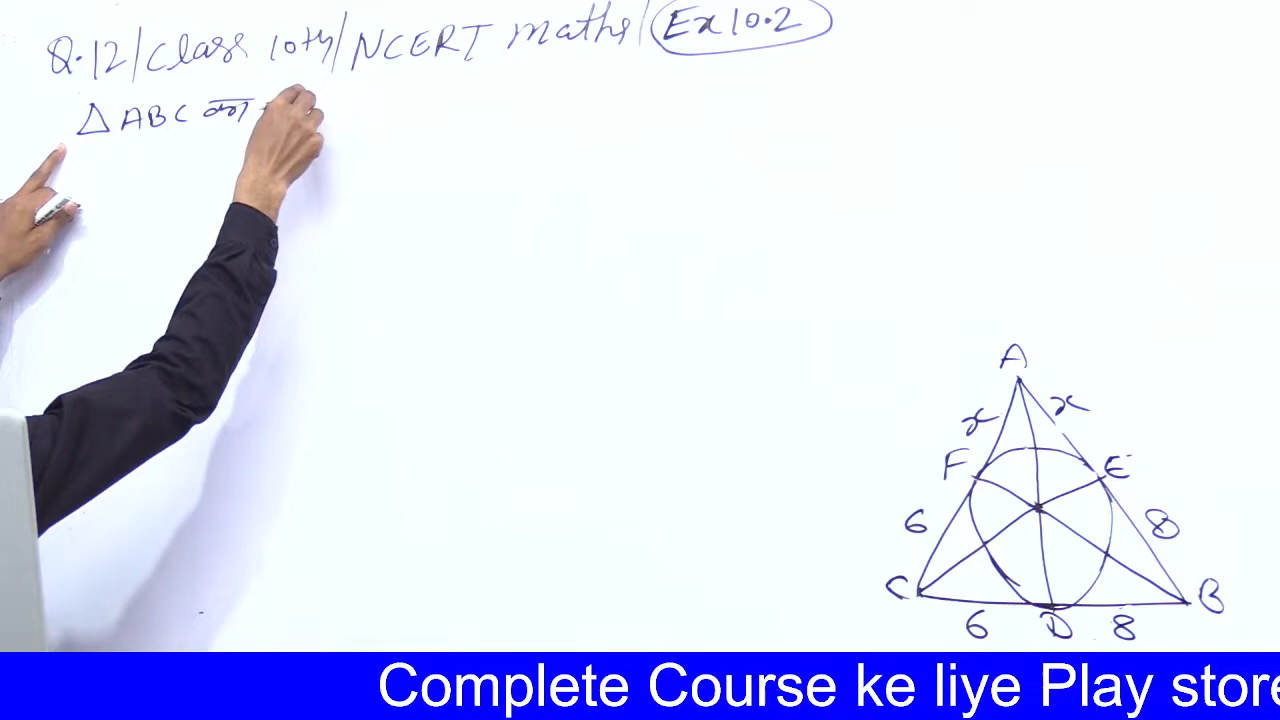 Q.12/Class 10th/NCERT Maths/Ex 10.2
△ ABC का
A
x x
F E
6 8
C B
6 D 8
Complete Course ke liye Play store